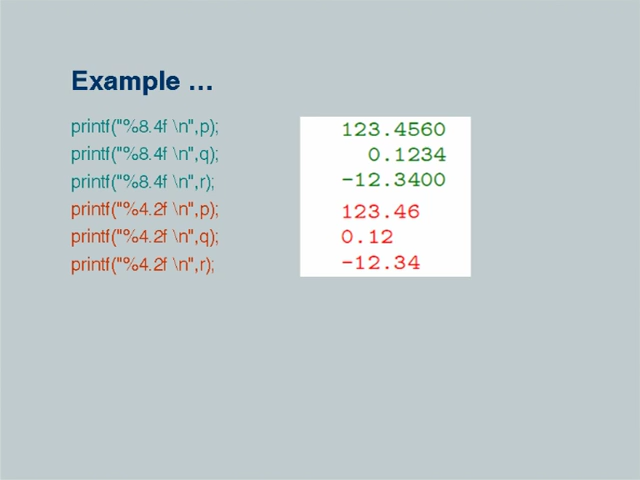 Example …
printf("%8.4f \n",p);
printf("%8.4f \n",q);
printf("%8.4f \n",r);
printf("%4.2f \n",p);
printf("%4.2f \n",q);
printf("%4.2f \n",r);
123.4560
0.1234
-12.3400
123.46
0.12
-12.34